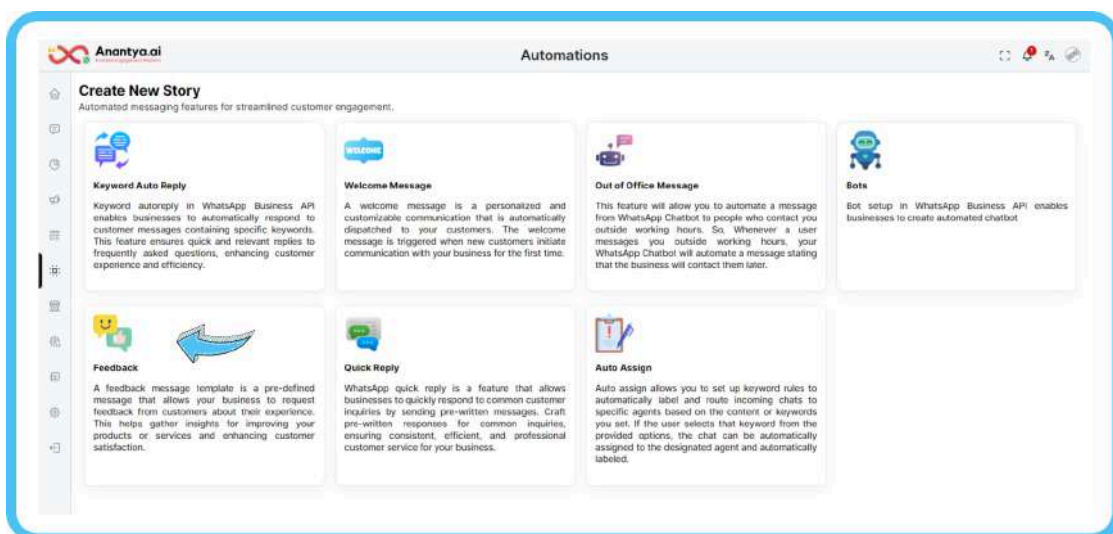 Anantya.ai
Automations
Create New Story
Automated messaging features for streamlined customer engagement.
Keyword Auto Reply
Keyword autoreply in WhatsApp Business API
enables businesses to automatically respond to
customer messages containing specific keywords.
This feature ensures quick and relevant replies to
frequently asked questions, enhancing customer
experience and efficiency.
WELCOME
Welcome Message
A welcome message is a personalized and
customizable communication that is automatically
dispatched to your customers. The welcome
message is triggered when new customers initiate
communication with your business for the first time.
Out of Office Message
This feature will allow you to automate a message
from WhatsApp Chatbot to people who contact you
outside working hours. So, Whenever a user
messages you outside working hours, your
WhatsApp Chatbot will automate a message stating
that the business will contact them later.
Bots
Bot setup in WhatsApp Business API enables
businesses to create automated chatbot
Feedback
A feedback message template is a pre-defined
message that allows your business to request
feedback from customers about their experience.
This helps gather insights for improving your
products or services and enhancing customer
satisfaction.
Quick Reply
WhatsApp quick reply is a feature that allows
businesses to quickly respond to common customer
inquiries by sending pre-written messages. Craft
pre-written responses for common inquiries,
ensuring consistent, efficient, and professional
customer service for your business.
Auto Assign
Auto assign allows you to set up keyword rules to
automatically label and route incoming chats to
specific agents based on the content or keywords
you set. If the user selects that keyword from the
provided options, the chat can be automatically
assigned to the designated agent and automatically
labeled.